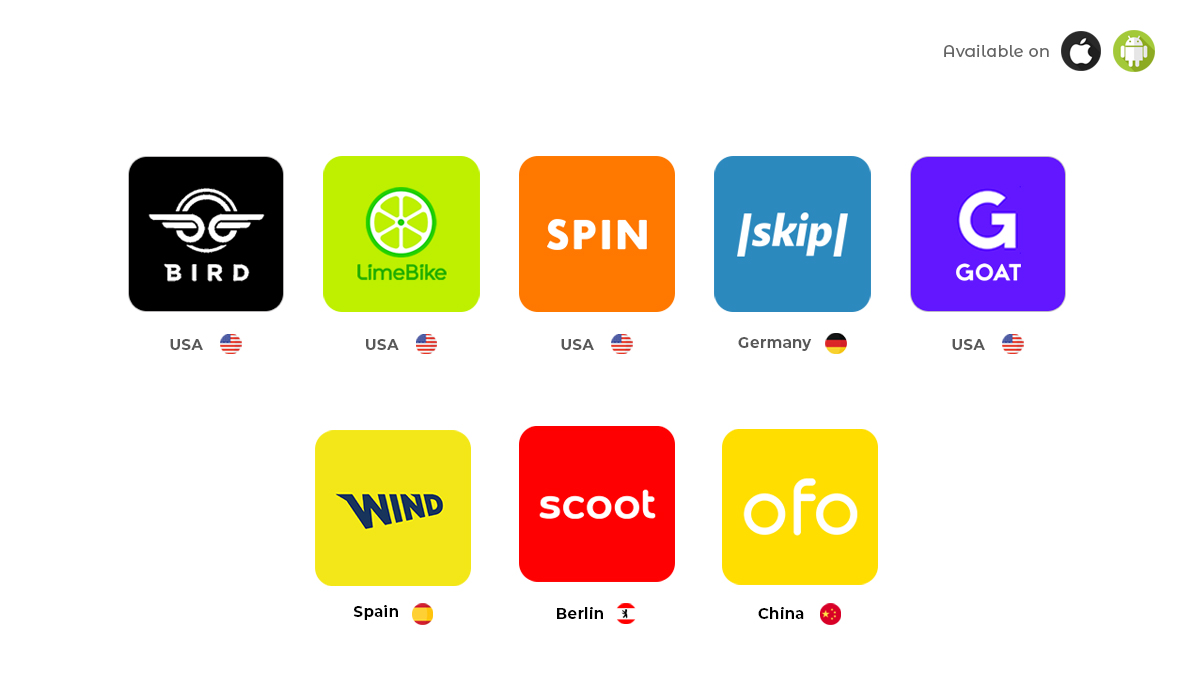 Available on
BIRD
LimeBike
SPIN
|skip|
G
GOAT
USA
USA
USA
Germany
USA
WIND
scoot
ofo
Spain
Berlin
China